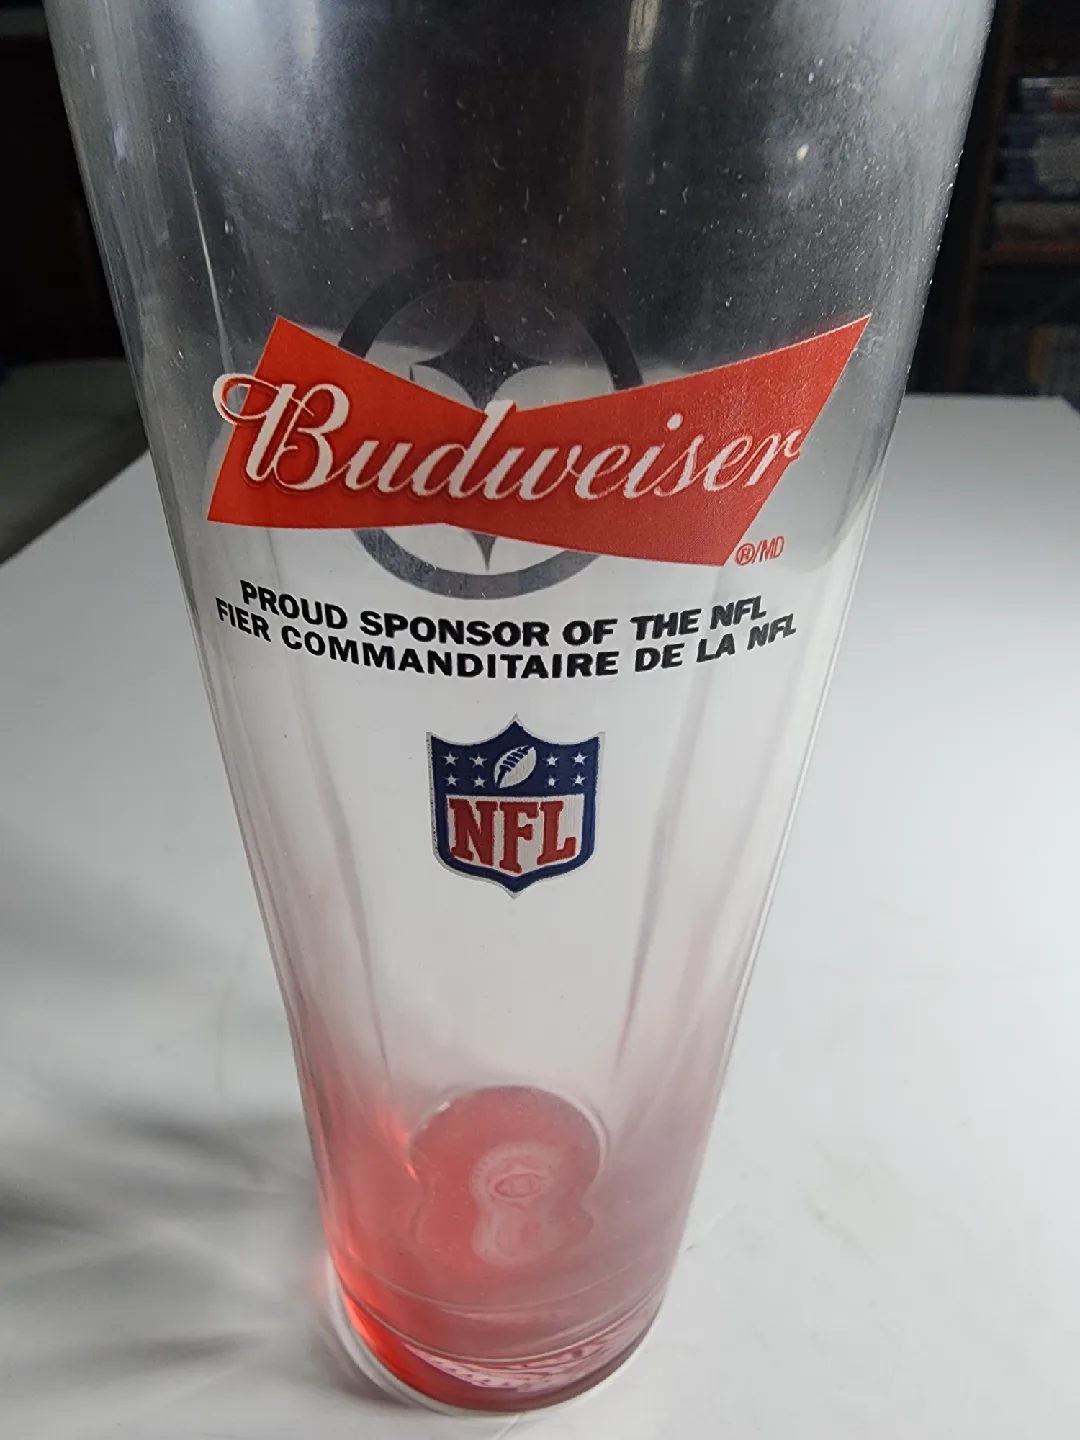 Budweiser
®/MD
PROUD SPONSOR OF THE NFL
FIER COMMANDITAIRE DE LA NFL
NFL